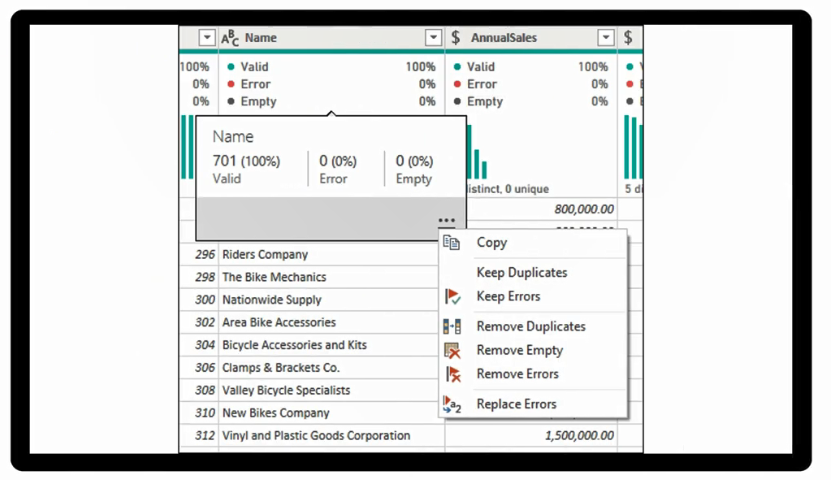 ABC Name $ AnnualSales $
100% Valid 100% Valid 100%
0% Error 0% Error 0%
0% Empty 0% Empty 0%
Name
701 (100%) 0 (0%) 0 (0%)
Valid Error Empty
istinct, 0 unique 5 di
800,000.00
...
Copy
296 Riders Company
Keep Duplicates
298 The Bike Mechanics
Keep Errors
300 Nationwide Supply
302 Area Bike Accessories
Remove Duplicates
304 Bicycle Accessories and Kits
Remove Empty
306 Clamps & Brackets Co.
Remove Errors
308 Valley Bicycle Specialists
Replace Errors
310 New Bikes Company
312 Vinyl and Plastic Goods Corporation 1,500,000.00